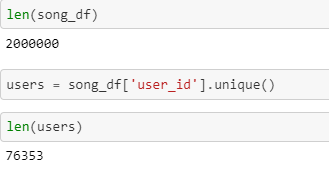 len(song_df)
2000000
users = song_df['user_id'].unique()
len(users)
76353